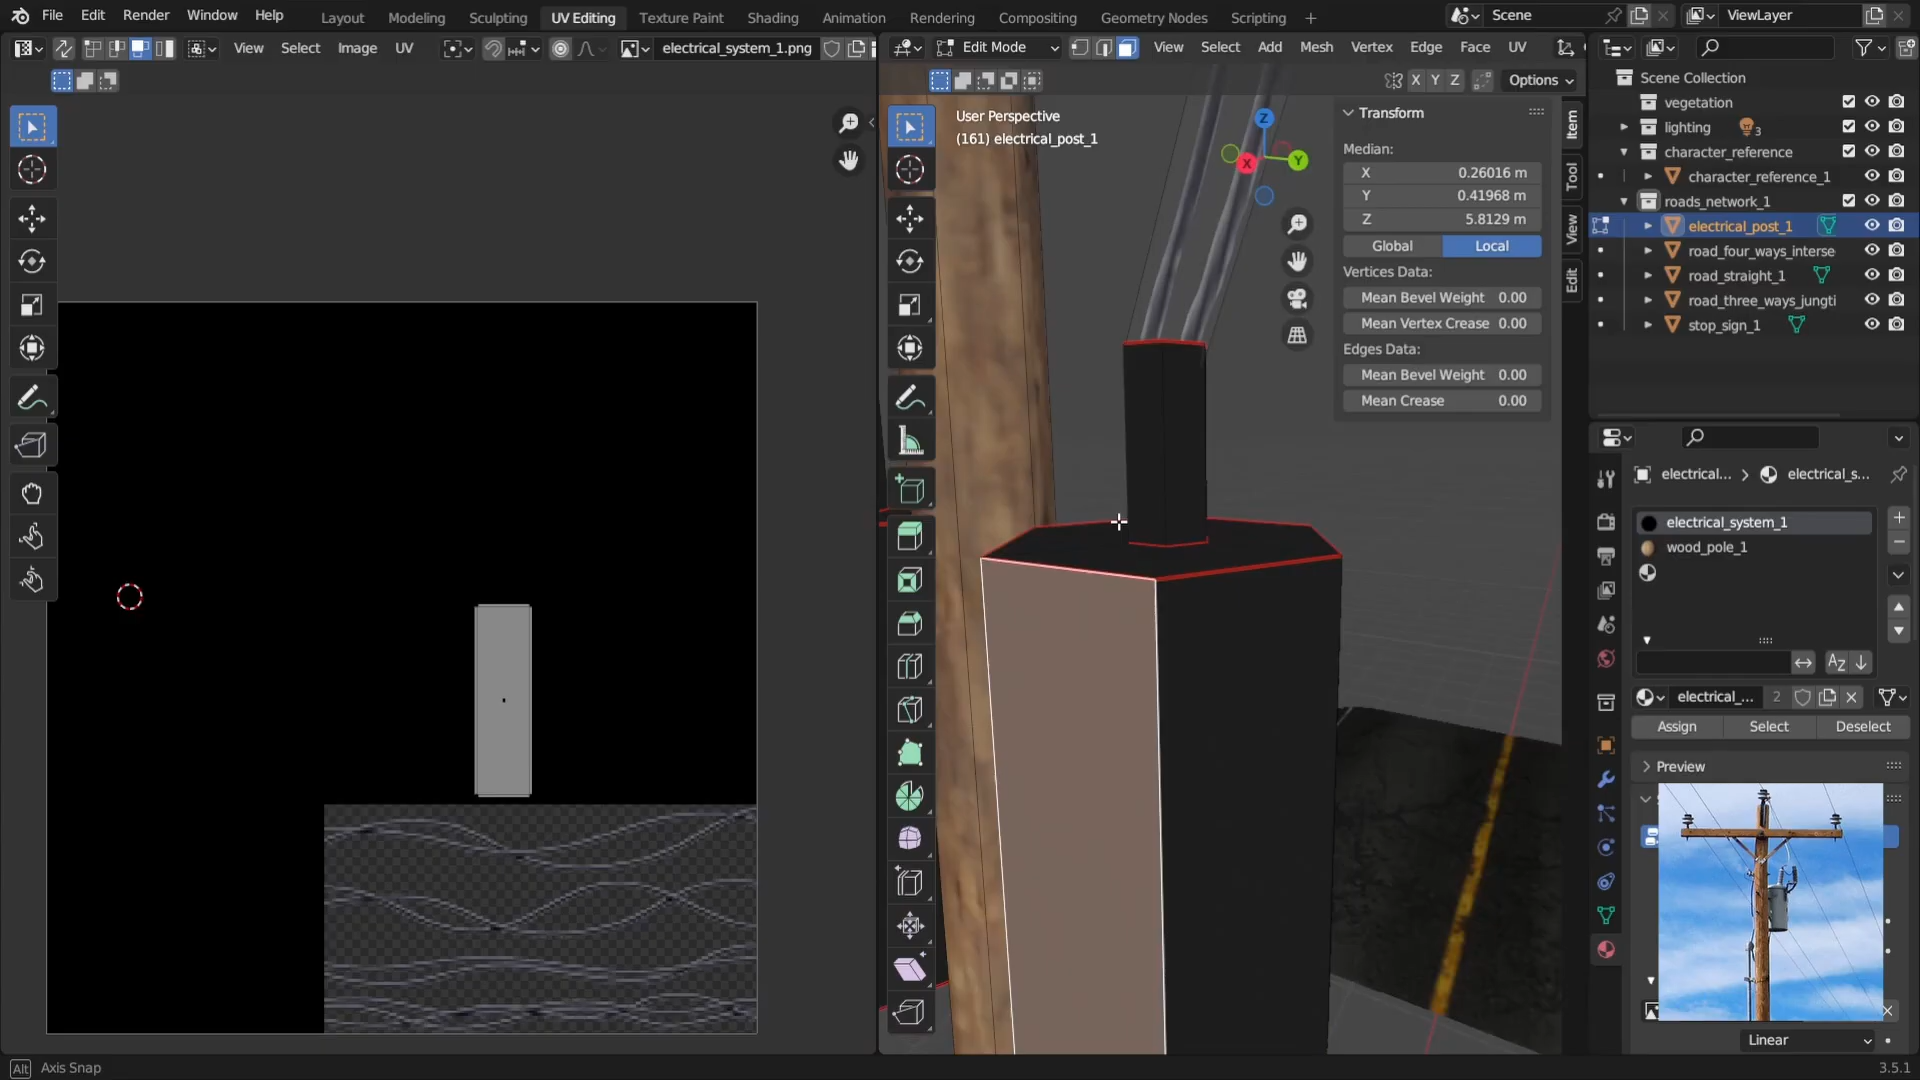 File Edit Render Window Help
Layout Modeling Sculpting UV Editing Texture Paint Shading Animation Rendering Compositing Geometry Nodes Scripting +
Scene
ViewLayer
View Select Image UV
electrical_system_1.png
Edit Mode
View Select Add Mesh Vertex Edge Face UV
X Y Z
Options
User Perspective
(161) electrical_post_1
Z
X
Y
Transform
Median:
X 0.26016 m
Y 0.41968 m
Z 5.8129 m
Global Local
Vertices Data:
Mean Bevel Weight 0.00
Mean Vertex Crease 0.00
Edges Data:
Mean Bevel Weight 0.00
Mean Crease 0.00
Item
Tool
View
Edit
Scene Collection
vegetation
lighting 3
character_reference
character_reference_1
roads_network_1
electrical_post_1
road_four_ways_interse
road_straight_1
road_three_ways_jungti
stop_sign_1
electrical... > electrical_s...
electrical_system_1
wood_pole_1
electrical_... 2
Assign Select Deselect
Preview
Linear
Alt Axis Snap
3.5.1